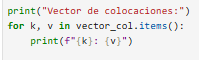 print("Vector de colocaciones:")
for k, v in vector_col.items():
    print(f"{k}: {v}")